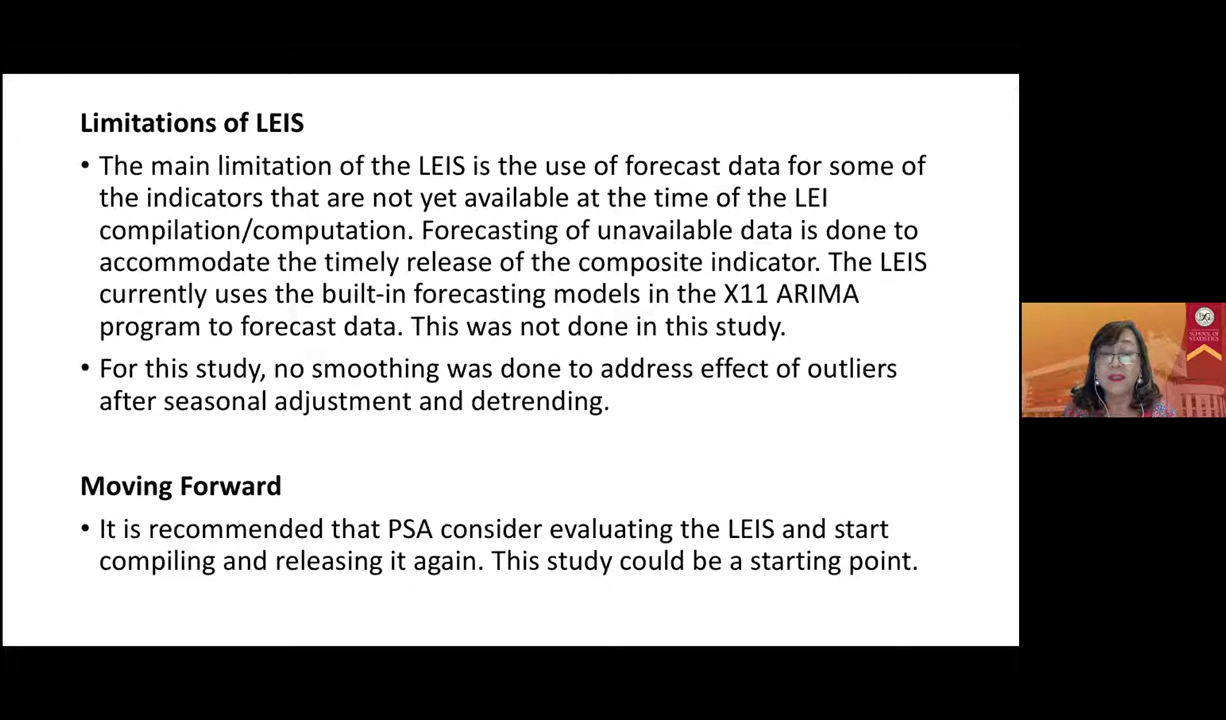 Limitations of LEIS
• The main limitation of the LEIS is the use of forecast data for some of
the indicators that are not yet available at the time of the LEI
compilation/computation. Forecasting of unavailable data is done to
accommodate the timely release of the composite indicator. The LEIS
currently uses the built-in forecasting models in the X11 ARIMA
program to forecast data. This was not done in this study.
• For this study, no smoothing was done to address effect of outliers
after seasonal adjustment and detrending.
Moving Forward
• It is recommended that PSA consider evaluating the LEIS and start
compiling and releasing it again. This study could be a starting point.
SCHOOL OF
STATISTICS